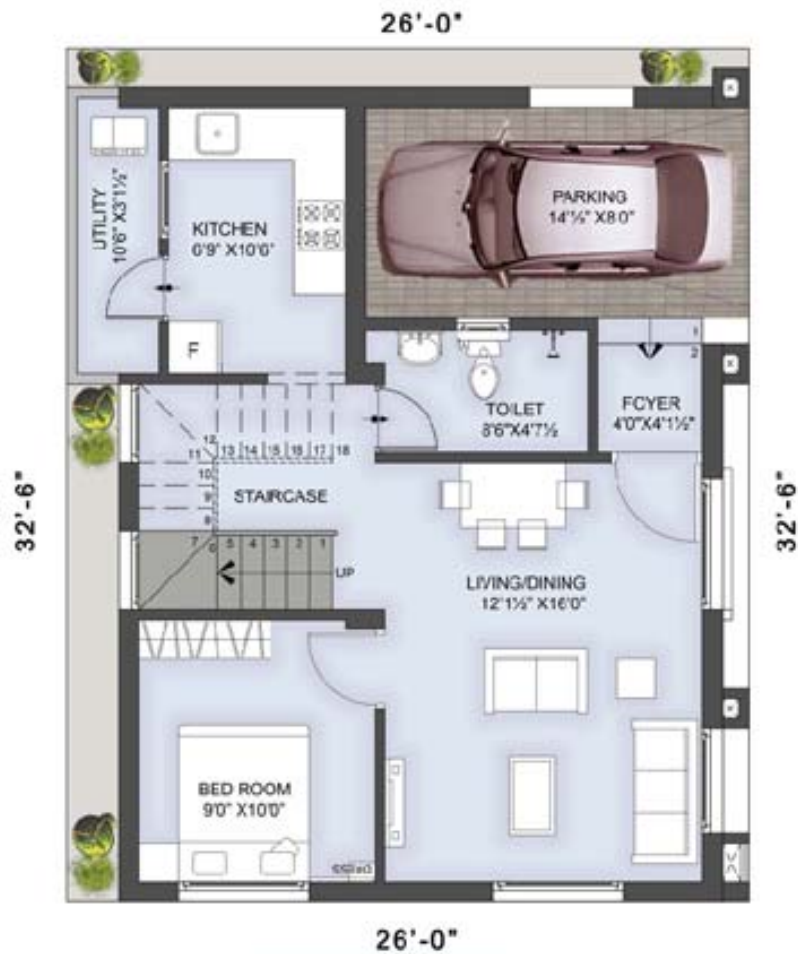 26'-0"
UTILITY
10'6" X3'1½"
KITCHEN
6'9" X10'6"
PARKING
14'½" X8'0"
F
TOILET
8'6"X4'7½
FOYER
4'0"X4'1½"
1
2
12
11
13 14 15 16 17 18
10
9
8
STAIRCASE
7
6
5 4 3 2 1
UP
32'-6"
32'-6"
LIVING/DINING
12'1½" X16'0"
BED ROOM
9'0" X10'0"
26'-0"